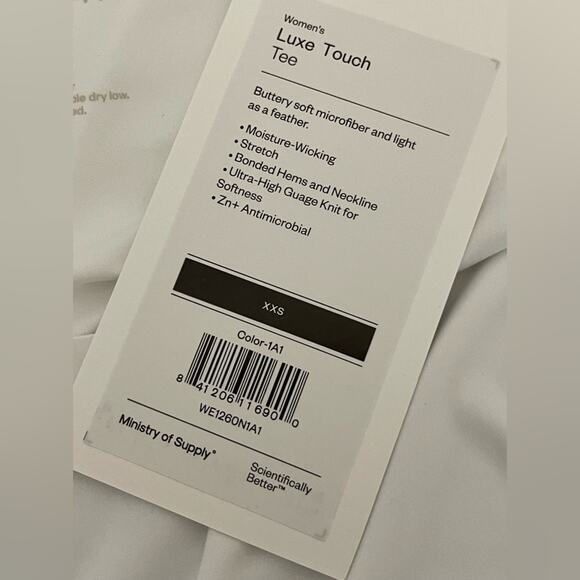 dry low.
Women's
Luxe Touch
Tee
Buttery soft microfiber and light
as a feather.
• Moisture-Wicking
• Stretch
• Bonded Hems and Neckline
• Ultra-High Guage Knit for
Softness
• Zn+ Antimicrobial
XXS
Color-1A1
8 41206 11690 0
WE1260N1A1
Ministry of Supply®
Scientifically
Better™